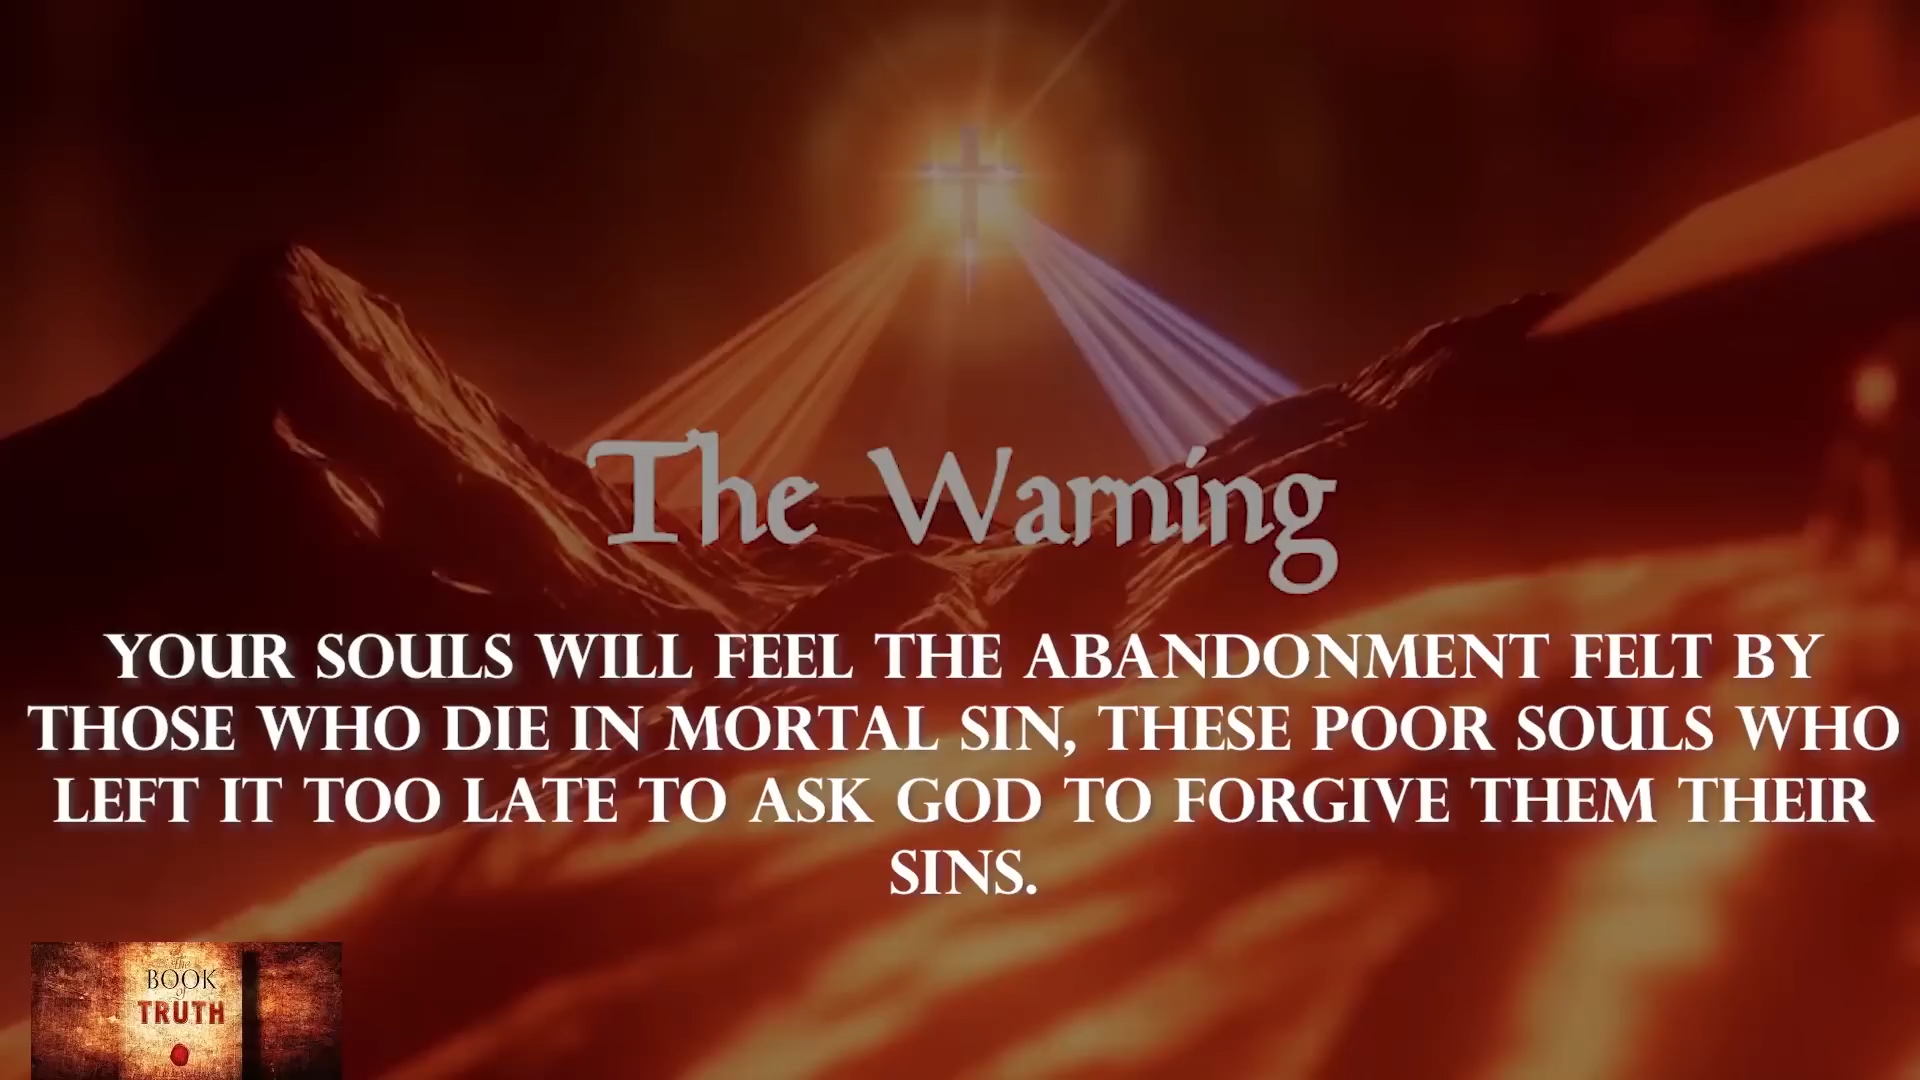 The Warning
YOUR SOULS WILL FEEL THE ABANDONMENT FELT BY
THOSE WHO DIE IN MORTAL SIN, THESE POOR SOULS WHO
LEFT IT TOO LATE TO ASK GOD TO FORGIVE THEM THEIR
SINS.
The
BOOK
of
TRUTH